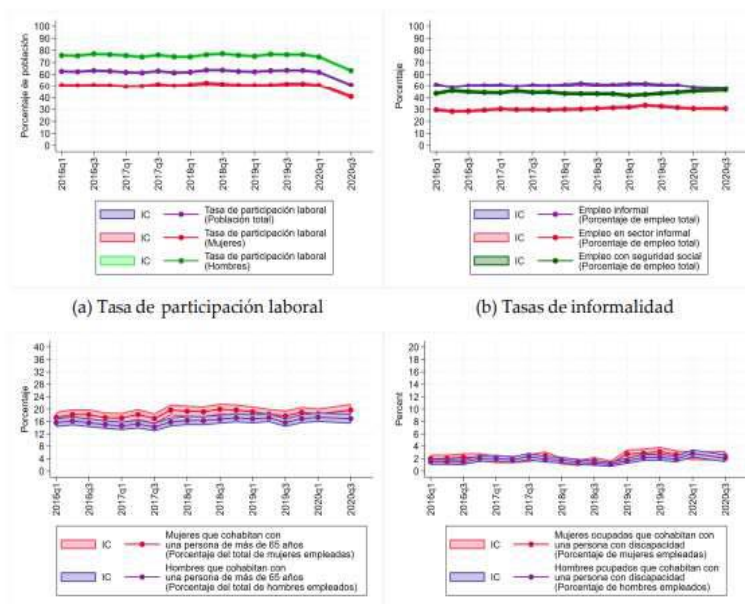 100
90
80
70
60
50
40
30
20
10
0
Porcentaje de población
2016q1
2016q3
2017q1
2017q3
2018q1
2018q3
2019q1
2019q3
2020q1
2020q3
IC Tasa de participación laboral
(Población total)
IC Tasa de participación laboral
(Mujeres)
IC Tasa de participación laboral
(Hombres)
(a) Tasa de participación laboral
100
90
80
70
60
50
40
30
20
10
0
Porcentaje
2016q1
2016q3
2017q1
2017q3
2018q1
2018q3
2019q1
2019q3
2020q1
2020q3
IC Empleo informal
(Porcentaje de empleo total)
IC Empleo en sector informal
(Porcentaje de empleo total)
IC Empleo con seguridad social
(Porcentaje de empleo total)
(b) Tasas de informalidad
40
36
32
28
24
20
16
12
8
4
0
Porcentaje
2016q1
2016q3
2017q1
2017q3
2018q1
2018q3
2019q1
2019q3
2020q1
2020q3
IC Mujeres que cohabitan con
una persona de más de 65 años
(Porcentaje del total de mujeres empleadas)
IC Hombres que cohabitan con
una persona de más de 65 años
(Porcentaje del total de hombres empleados)
20
18
16
14
12
10
8
6
4
2
0
Percent
2016q1
2016q3
2017q1
2017q3
2018q1
2018q3
2019q1
2019q3
2020q1
2020q3
IC Mujeres ocupadas que cohabitan con
una persona con discapacidad
(Porcentaje de mujeres empleadas)
IC Hombres ocupados que cohabitan con
una persona con discapacidad
(Porcentaje de hombres empleados)